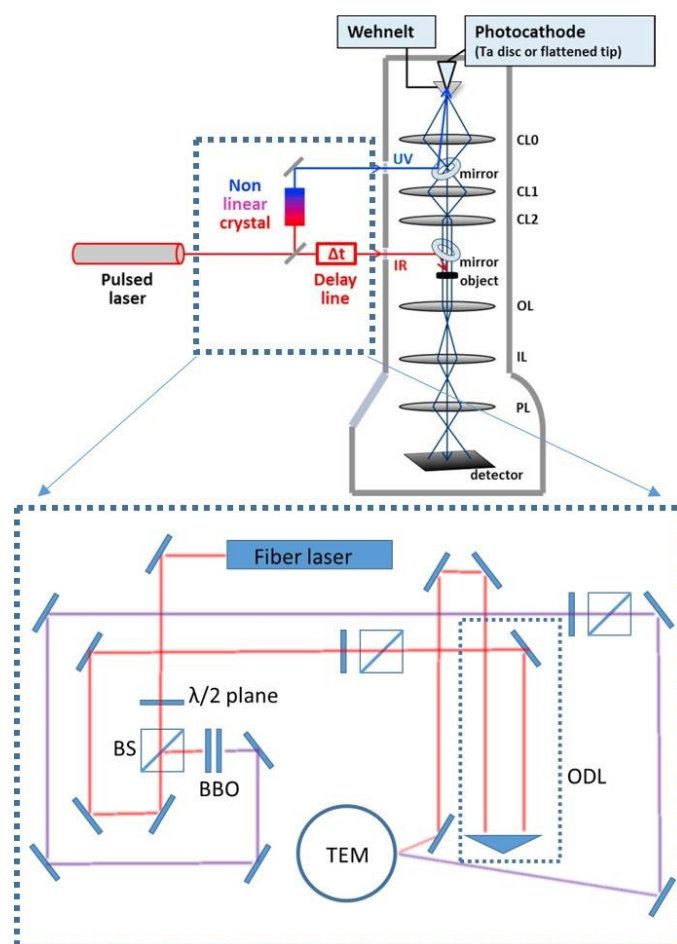 Wehnelt
Photocathode
(Ta disc or flattened tip)
CL0
UV
mirror
Non
linear
crystal
CL1
CL2
Pulsed
laser
Δt
Delay
line
IR
mirror
object
OL
IL
PL
detector
Fiber laser
λ/2 plane
BS
BBO
ODL
TEM